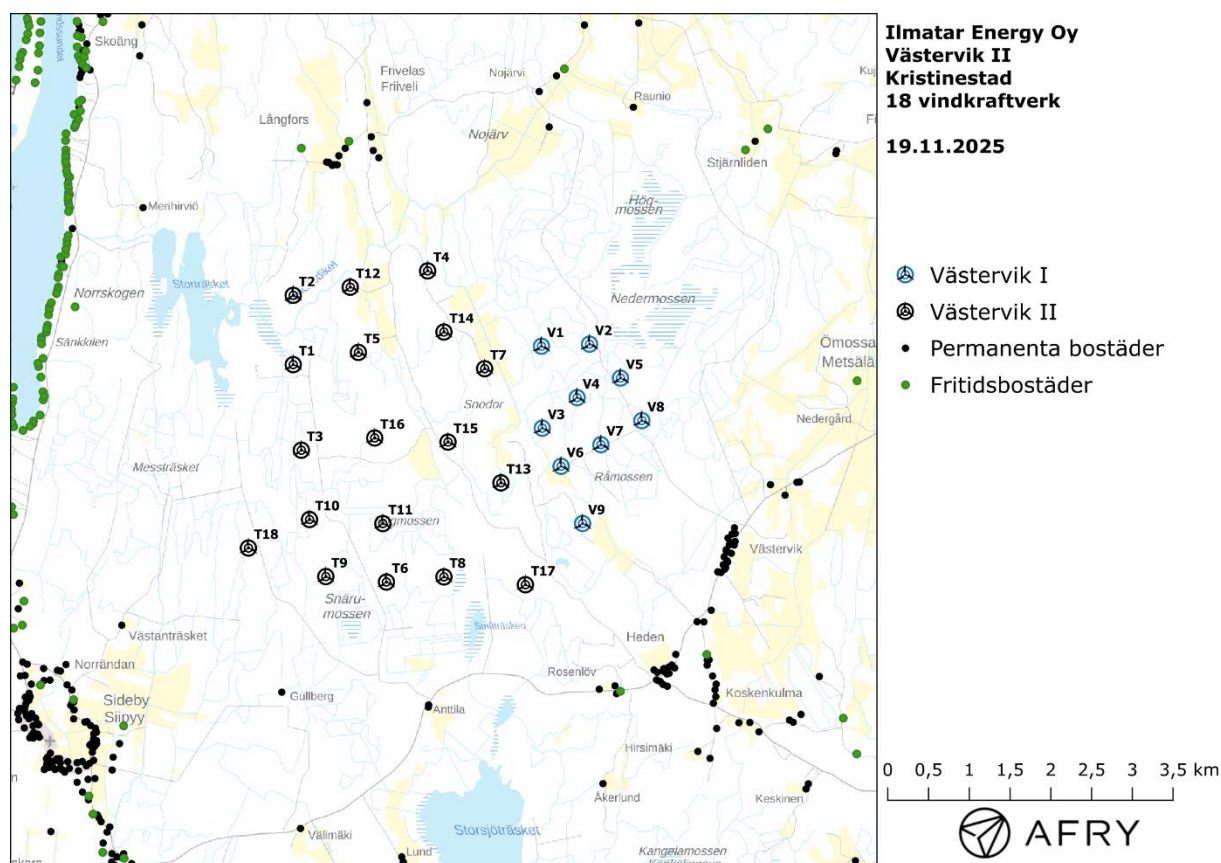 Ilmatar Energy Oy
Västervik II
Kristinestad
18 vindkraftverk
19.11.2025
Västervik I
Västervik II
Permanenta bostäder
Fritidsbostäder
0 0,5 1 1,5 2 2,5 3 3,5 km
AFRY
Skoäng
Frivelas
Friiveli
Nojärvi
Raunio
Långfors
Nojärv
Stjärnliden
Merihirviö
Hög-
mossen
T4
T12
T2
Norrskogen
Storträsket
Nedermossen
T14
V1
V2
Sänkkilen
T5
T1
T7
V5
Ömossa
Metsälä
V4
Snodor
V8
Nedergård
V3
T16
T15
V7
T3
V6
Messträsket
T13
Råmossen
T10
T11
V9
T18
Västervik
T9
T6
T8
T17
Snäru-
mossen
Västanträsket
Heden
Norrändan
Rosenlöv
Sideby
Siipyy
Gullberg
Koskenkulma
Anttila
Hirsimäki
Åkerlund
Keskinen
Välimäki
Storsjöträsket
Lund
Kangelamossen